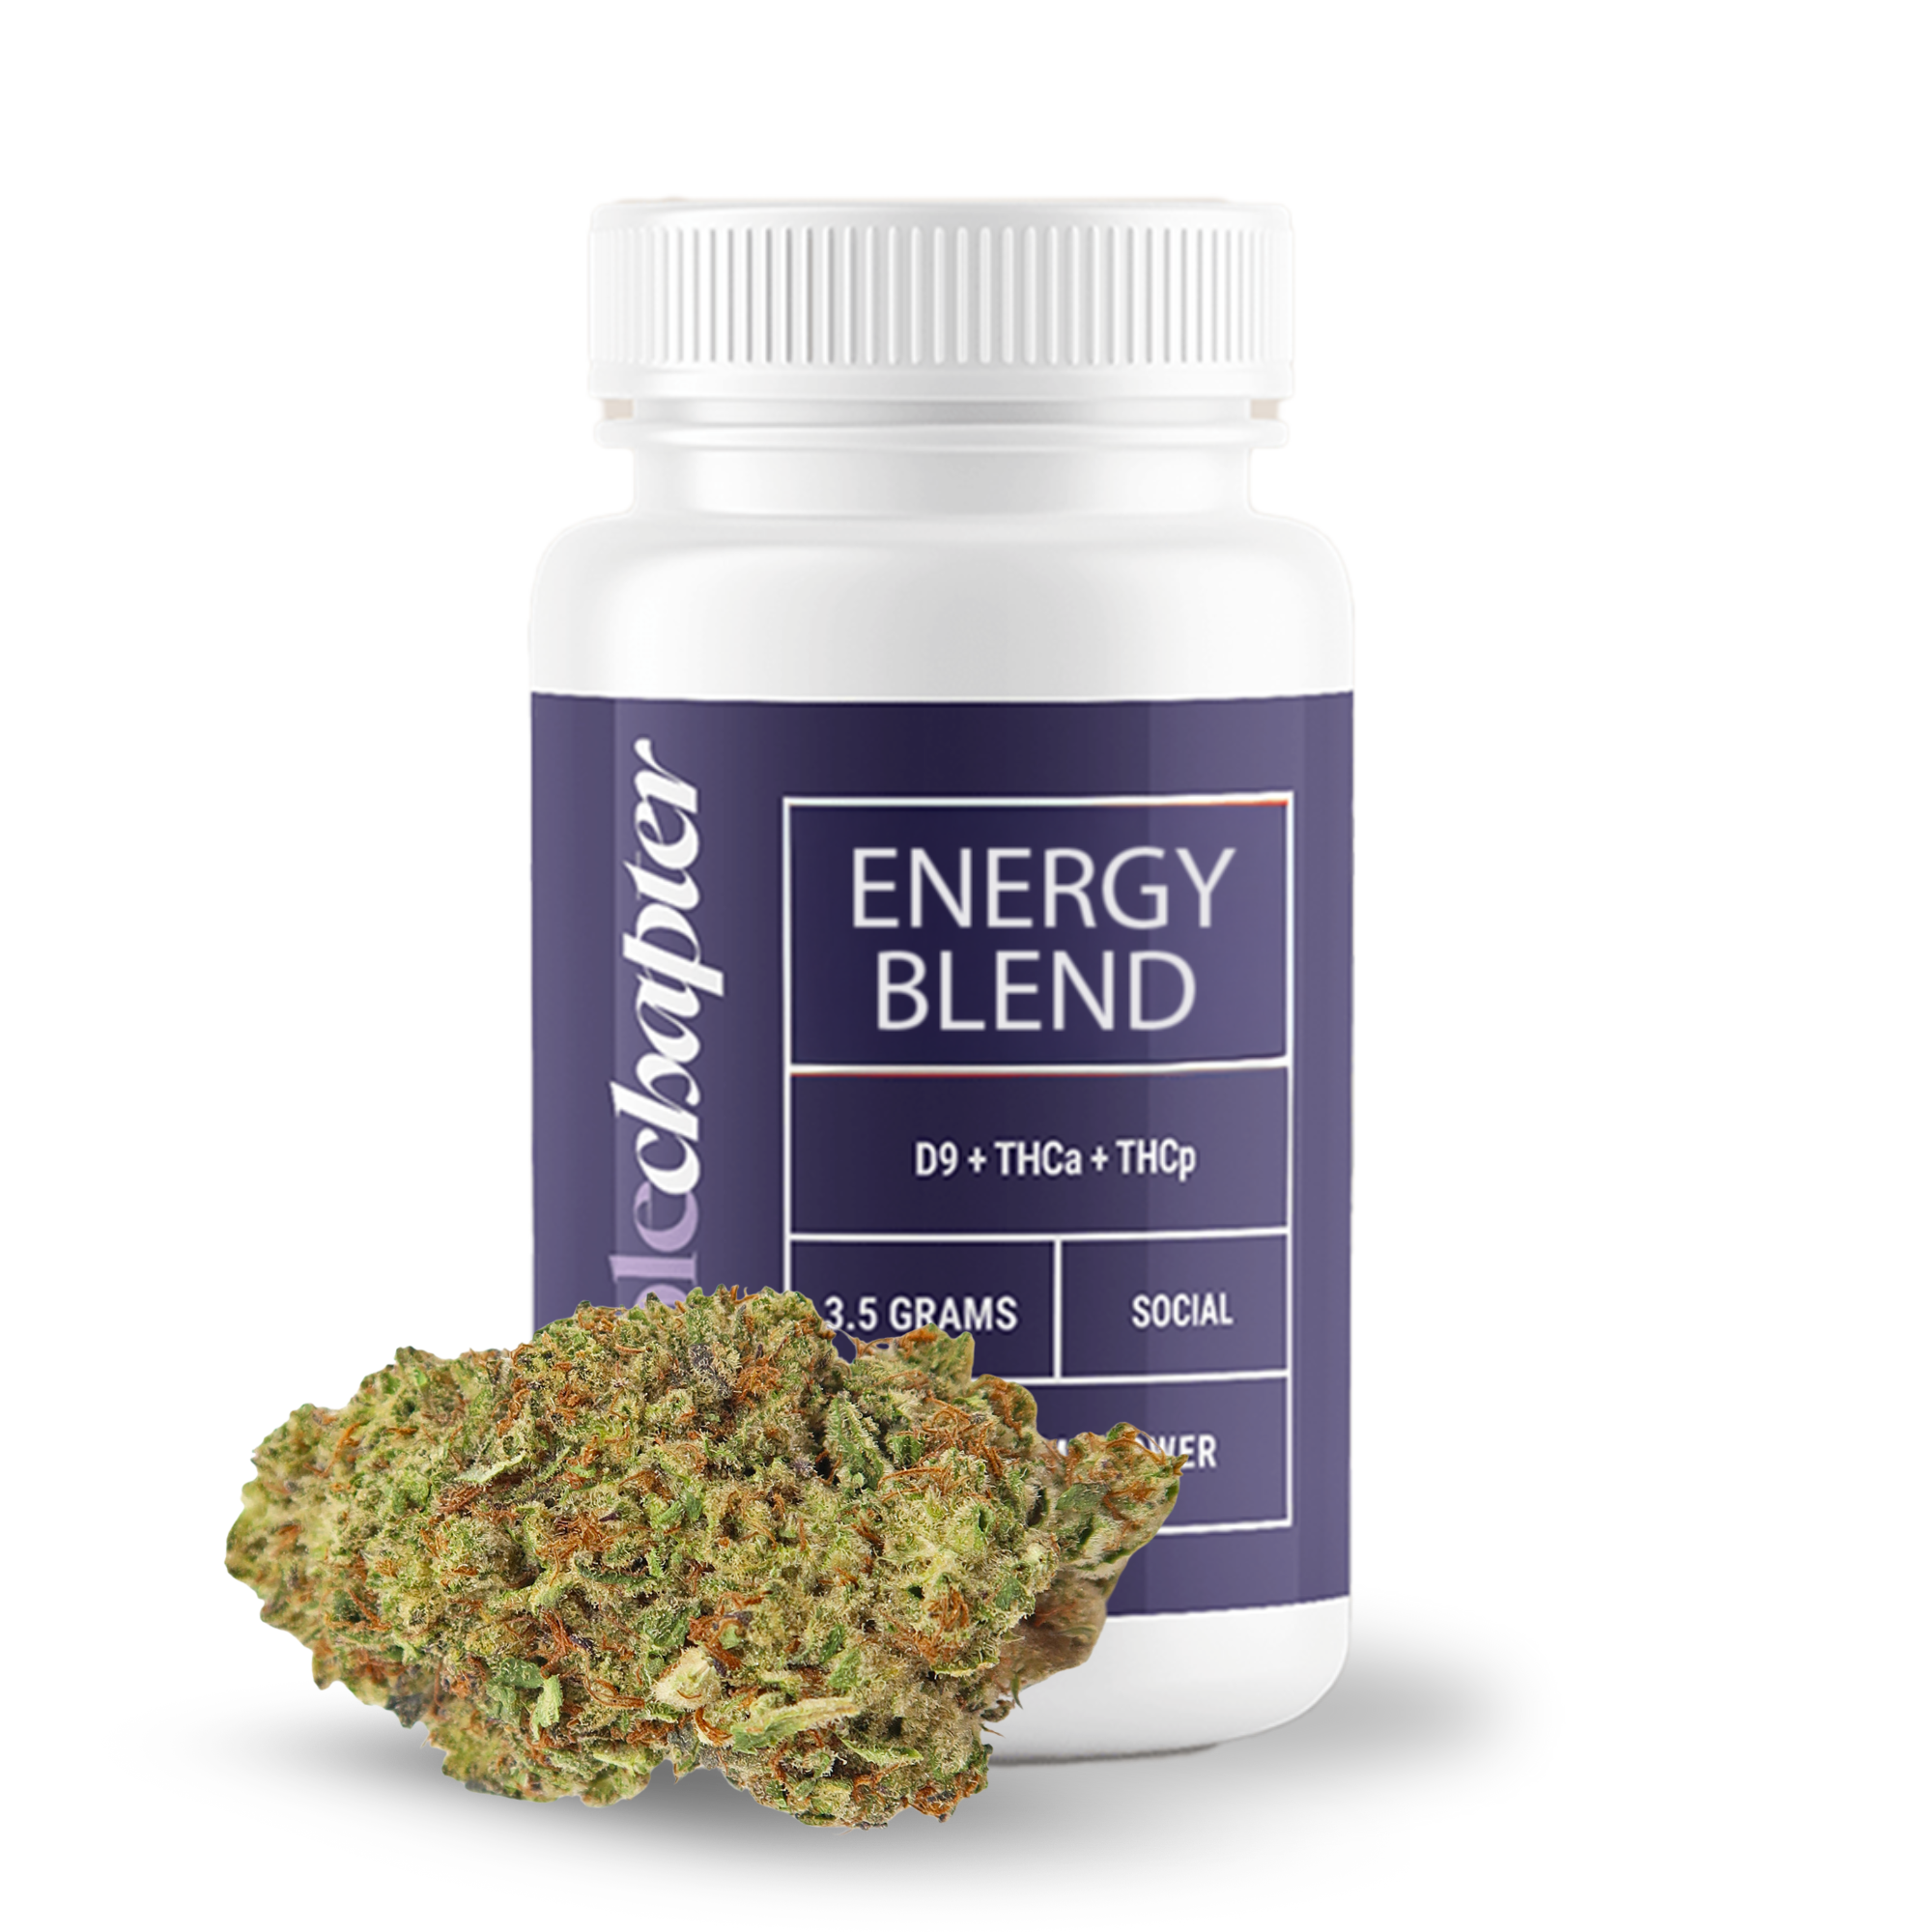 chapter
ENERGY
BLEND
D9 + THCa + THCp
3.5 GRAMS
SOCIAL